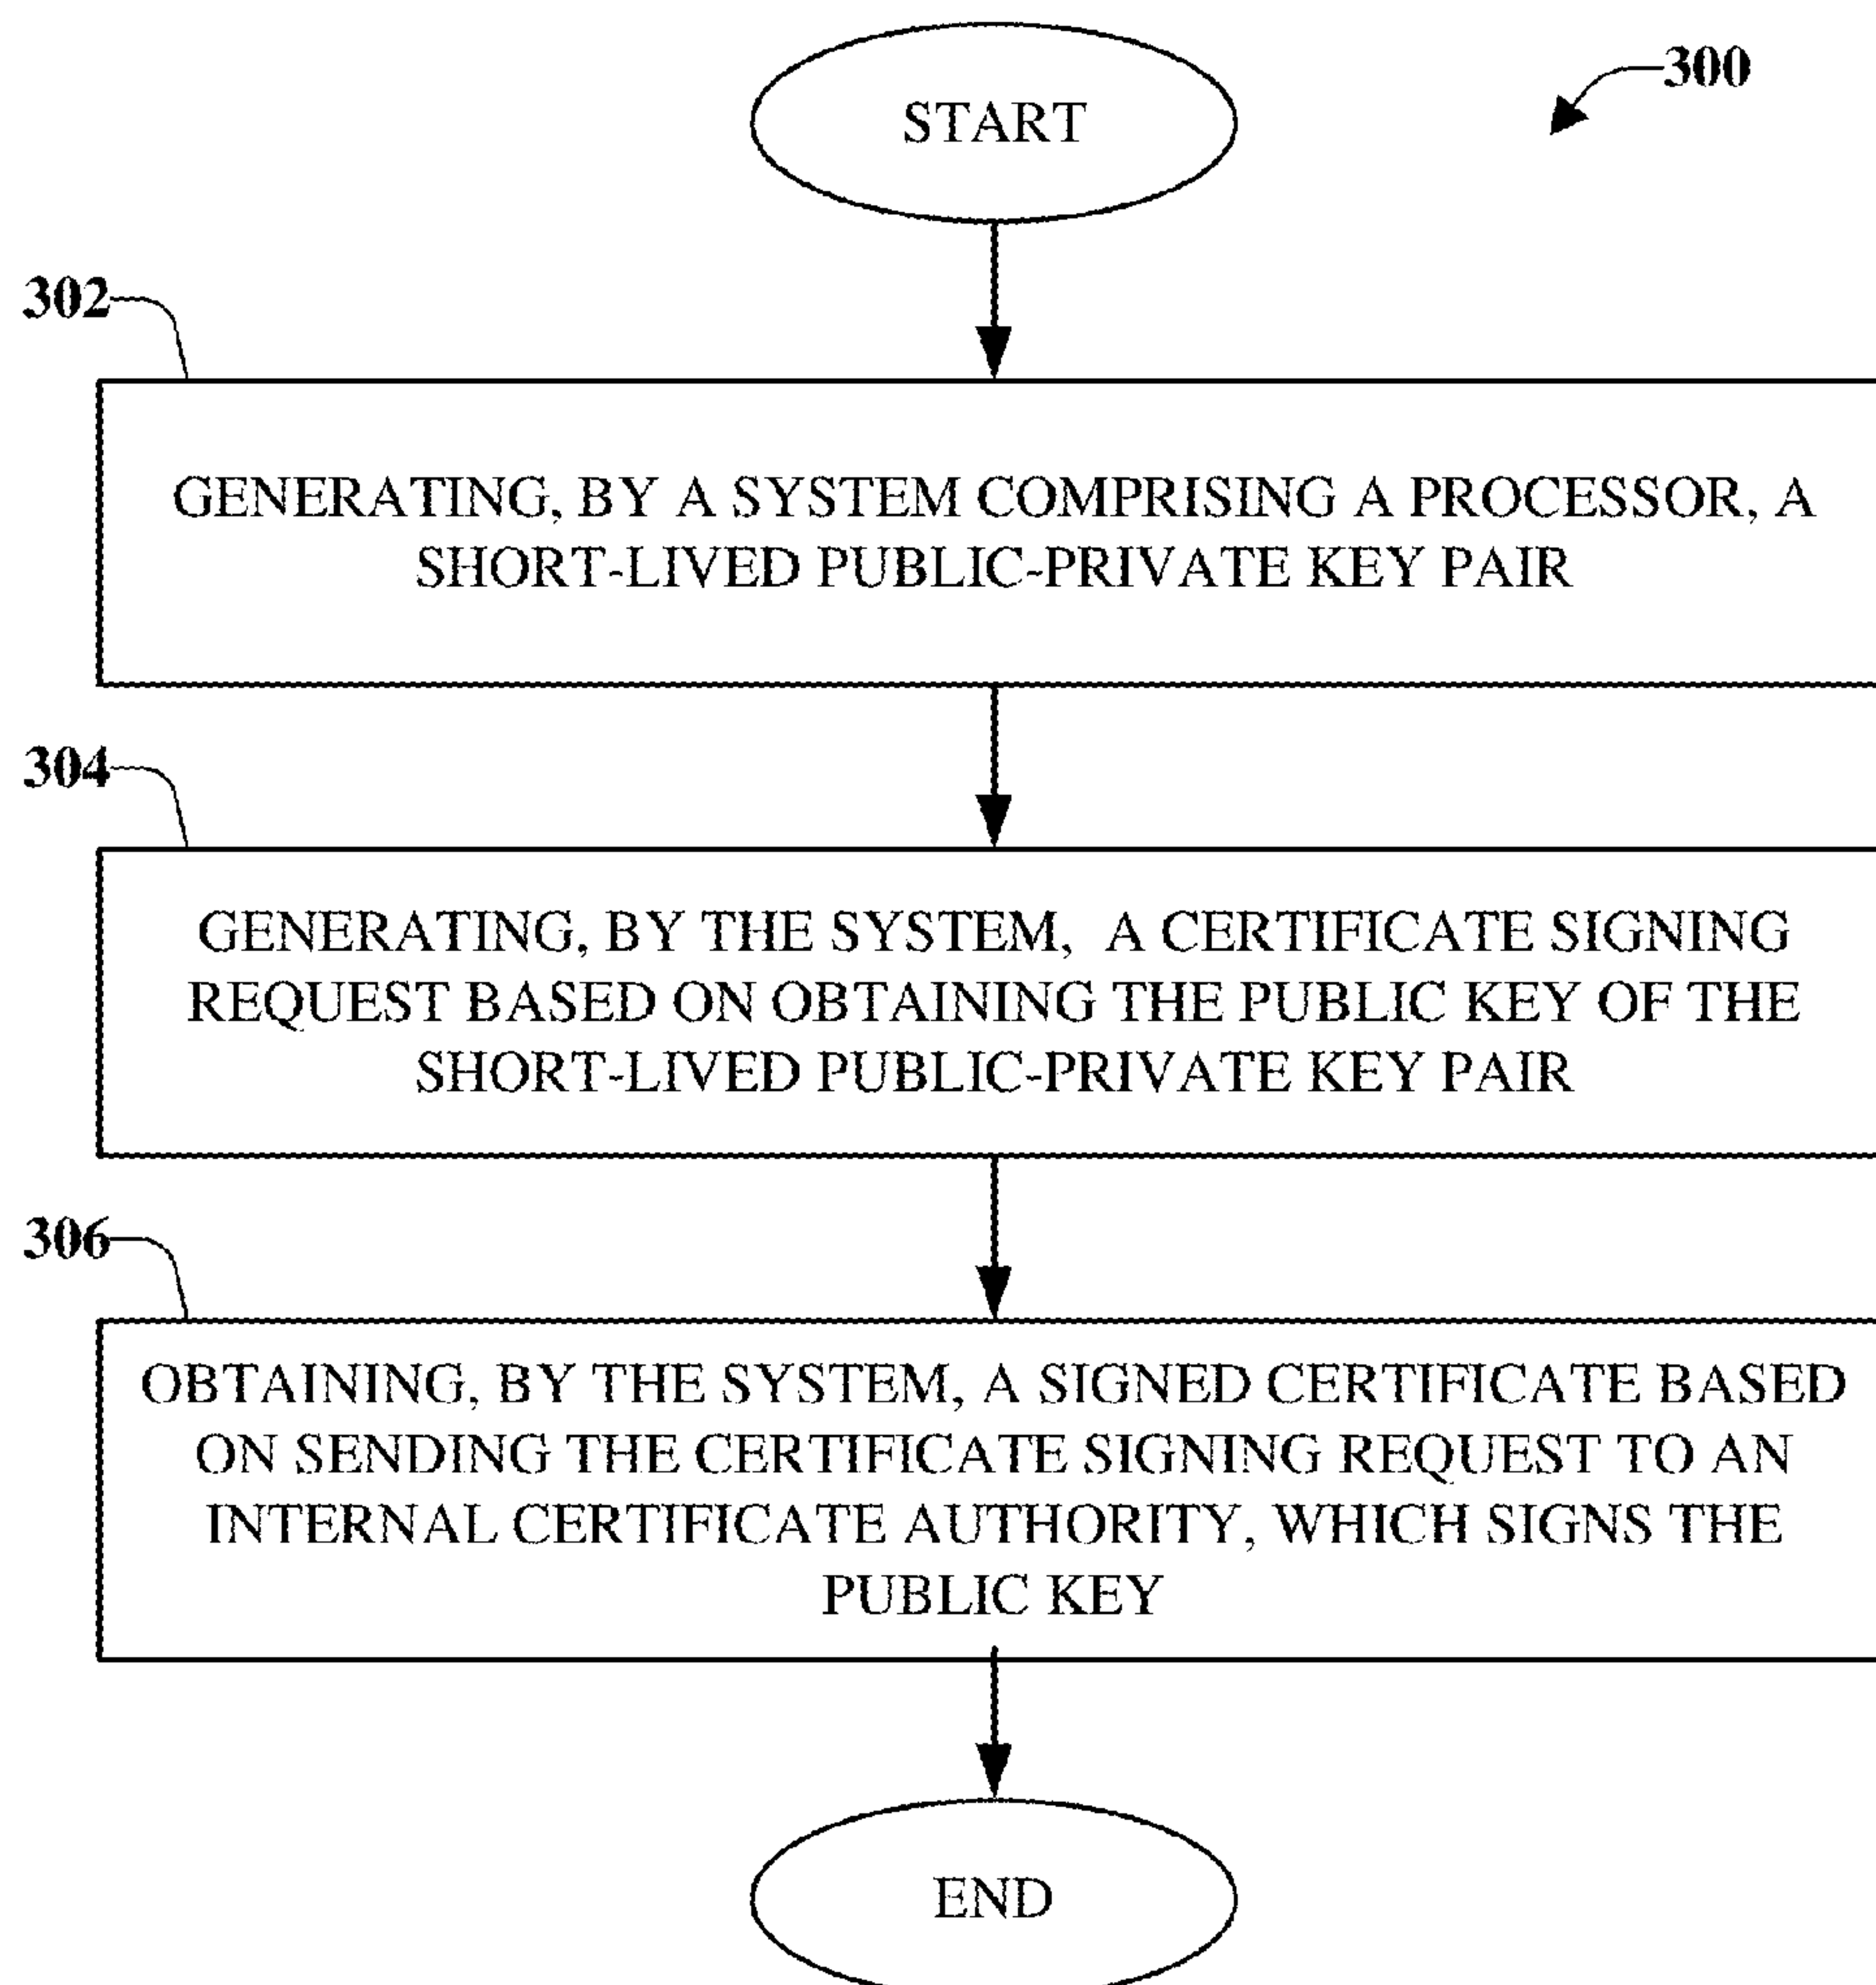 START
300
302
GENERATING, BY A SYSTEM COMPRISING A PROCESSOR, A
SHORT-LIVED PUBLIC-PRIVATE KEY PAIR
304
GENERATING, BY THE SYSTEM, A CERTIFICATE SIGNING
REQUEST BASED ON OBTAINING THE PUBLIC KEY OF THE
SHORT-LIVED PUBLIC-PRIVATE KEY PAIR
306
OBTAINING, BY THE SYSTEM, A SIGNED CERTIFICATE BASED
ON SENDING THE CERTIFICATE SIGNING REQUEST TO AN
INTERNAL CERTIFICATE AUTHORITY, WHICH SIGNS THE
PUBLIC KEY
END